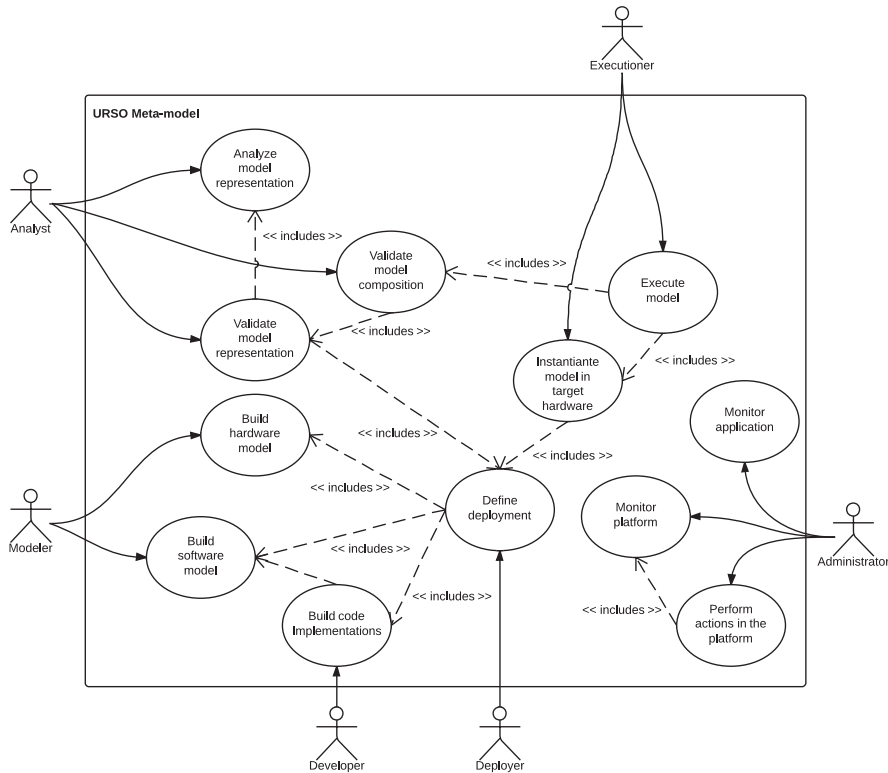 Executioner
URSO Meta-model
Analyze
model
representation
Analyst
<< includes >>
Validate
model
composition
<< includes >>
Execute
model
Validate
model
representation
<< includes >>
<< includes >>
Instantiante
model in
target
hardware
Monitor
application
Build
hardware
model
<< includes >>
<< includes >>
<< includes >>
Define
deployment
Monitor
platform
Modeler
Build
software
model
<< includes >>
Administrator
<< includes >>
<< includes >>
Build code
Implementations
Perform
actions in the
platform
Developer
Deployer